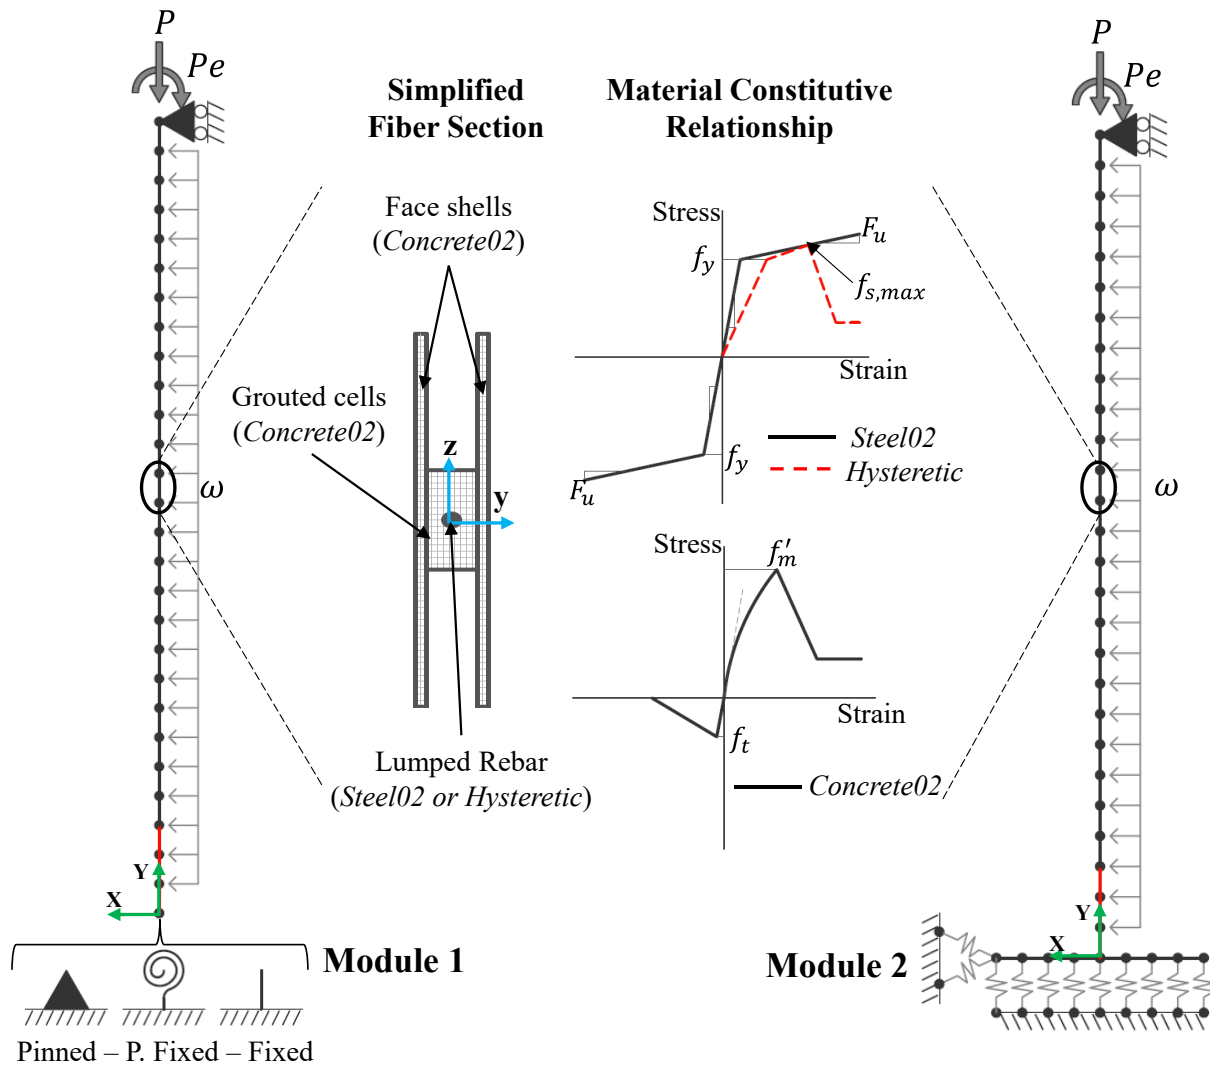 P
Pe
Simplified
Fiber Section
Material Constitutive
Relationship
P
Pe
Face shells
(Concrete02)
Stress
F_u
f_y
f_{s,max}
Strain
Grouted cells
(Concrete02)
z
y
Steel02
Hysteretic
f_y
F_u
ω
ω
Stress
f'_m
Strain
f_t
Lumped Rebar
(Steel02 or Hysteretic)
Concrete02
Y
X
Module 1
Pinned – P. Fixed – Fixed
Y
X
Module 2